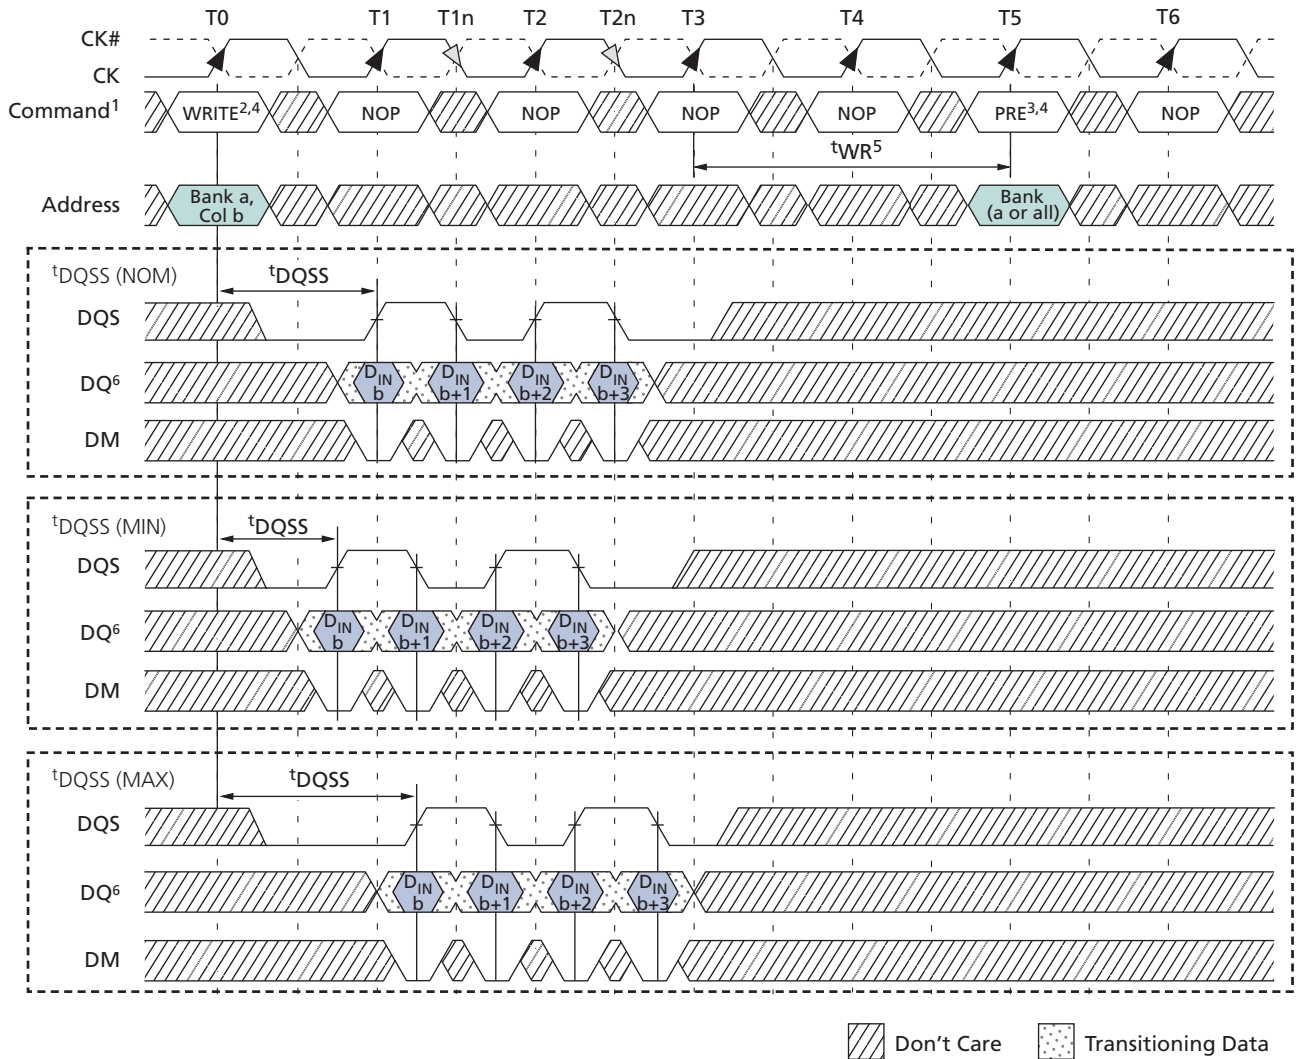 T0 T1 T1n T2 T2n T3 T4 T5 T6
CK#
CK
Command1 WRITE2,4 NOP NOP NOP NOP PRE3,4 NOP
tWR5
Address Bank a, Col b Bank (a or all)
tDQSS (NOM) tDQSS
DQS
DQ6 DIN b DIN b+1 DIN b+2 DIN b+3
DM
tDQSS (MIN) tDQSS
DQS
DQ6 DIN b DIN b+1 DIN b+2 DIN b+3
DM
tDQSS (MAX) tDQSS
DQS
DQ6 DIN b DIN b+1 DIN b+2 DIN b+3
DM
Don't Care Transitioning Data